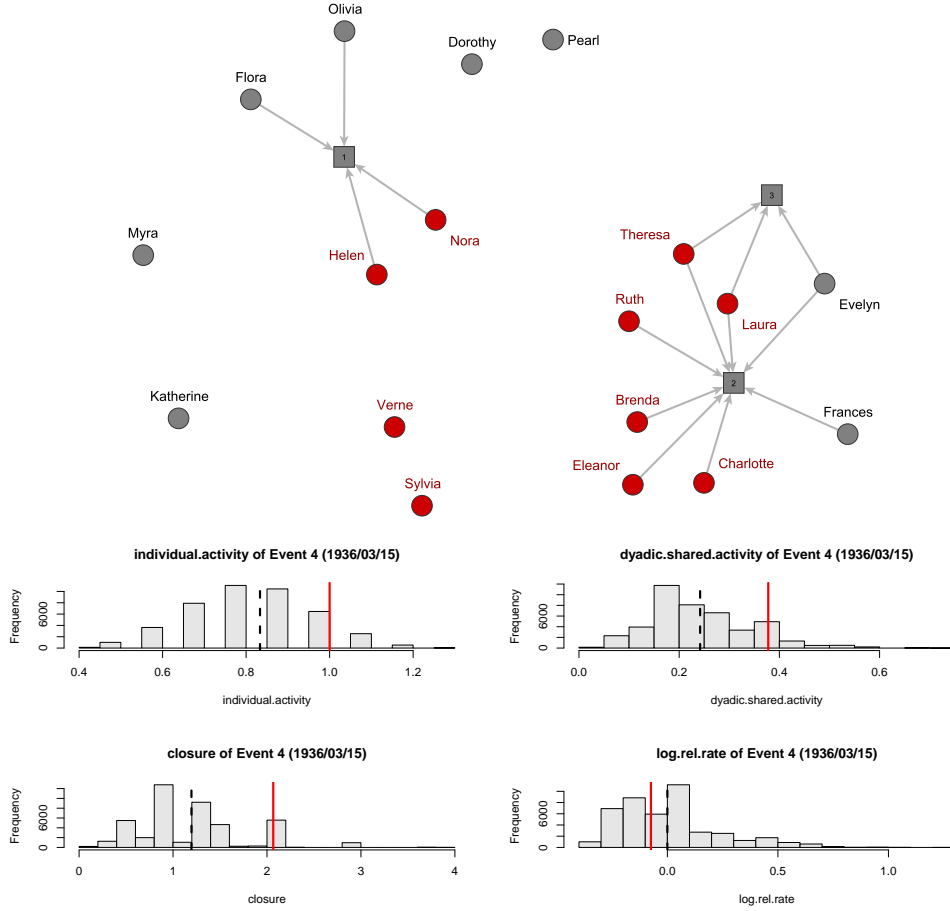 Olivia
Dorothy
Pearl
Flora
1
3
Myra
Nora
Helen
Theresa
Ruth
Evelyn
Laura
2
Katherine
Verne
Brenda
Frances
Eleanor
Charlotte
Sylvia
individual.activity of Event 4 (1936/03/15)
Frequency
0 6000
0.4 0.6 0.8 1.0 1.2
individual.activity
dyadic.shared.activity of Event 4 (1936/03/15)
Frequency
0 6000
0.0 0.2 0.4 0.6
dyadic.shared.activity
closure of Event 4 (1936/03/15)
Frequency
0 6000
0 1 2 3 4
closure
log.rel.rate of Event 4 (1936/03/15)
Frequency
0 6000
0.0 0.5 1.0
log.rel.rate